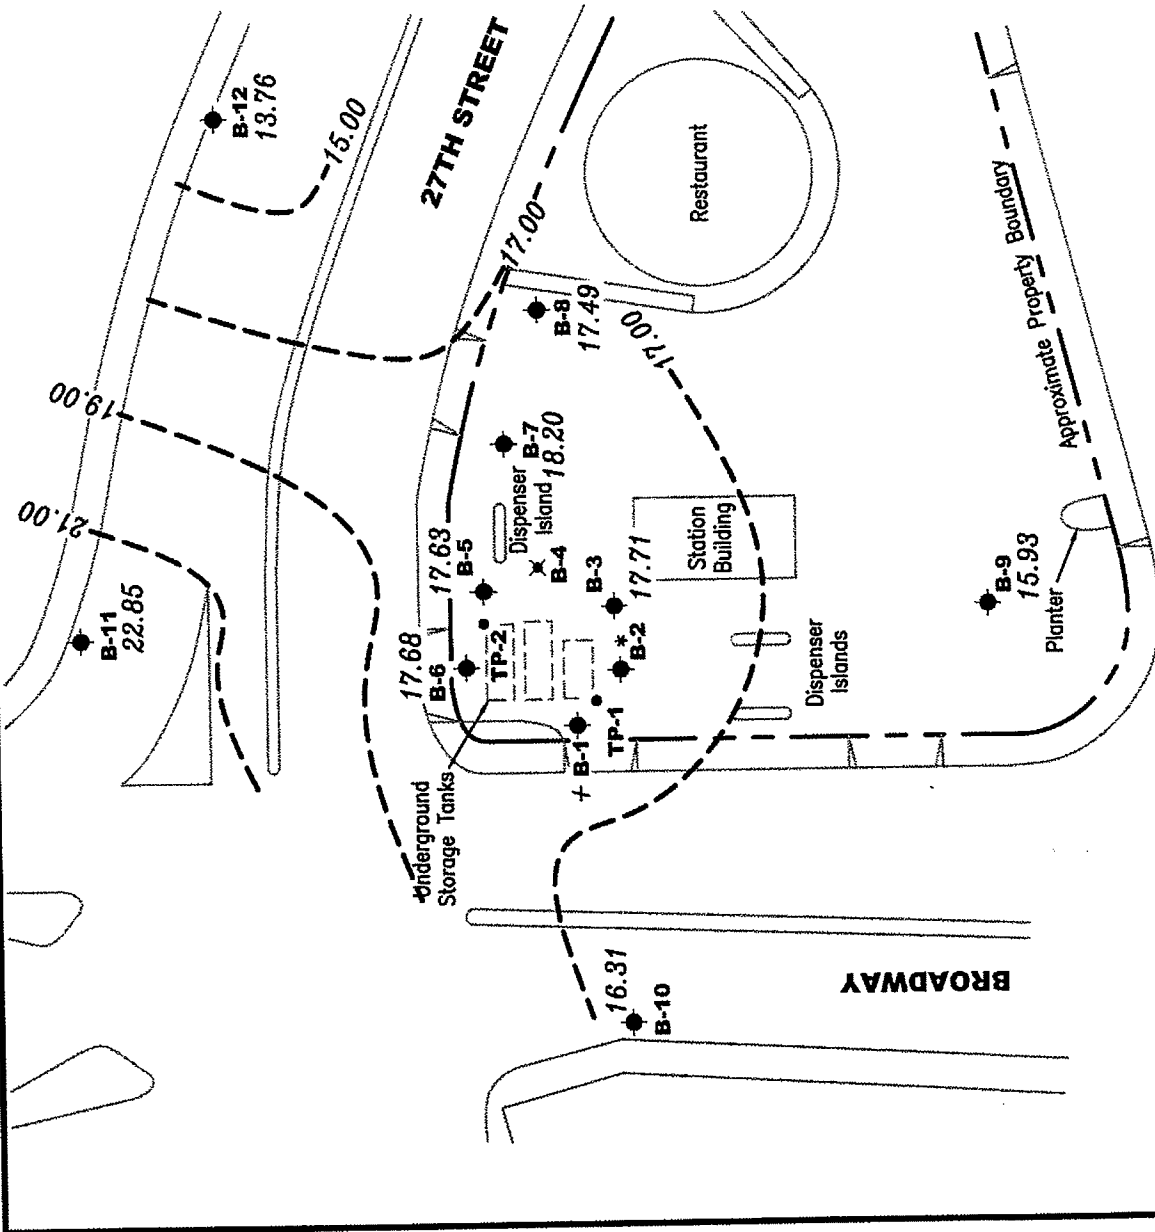 B-12
13.76
15.00
27TH STREET
17.00
Restaurant
19.00
21.00
B-11
22.85
B-8
17.49
17.00
Approximate Property Boundary
B-7
18.20
Dispenser
Island
B-5
17.63
B-4
B-3
17.71
Station
Building
B-6
17.68
TP-2
B-2 *
B-1
+
TP-1
Underground
Storage Tanks
Dispenser
Islands
B-9
15.93
Planter
16.31
B-10
BROADWAY